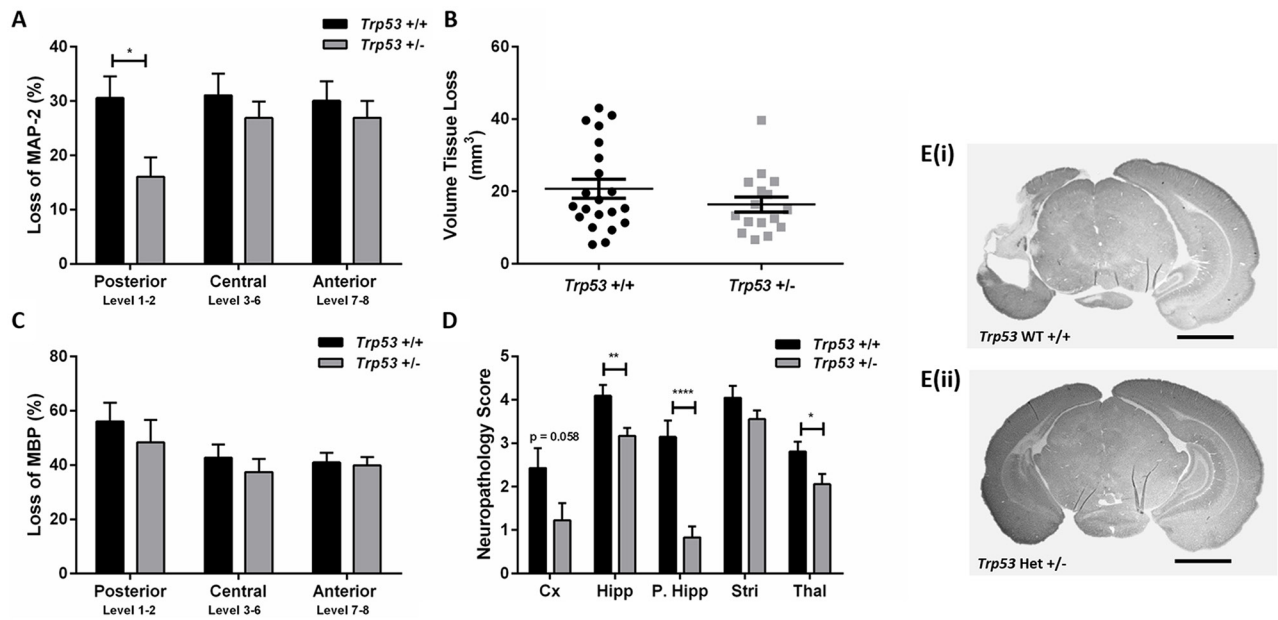 A
Trp53 +/+
Trp53 +/-
*
Loss of MAP-2 (%)
40
30
20
10
0
Posterior
Level 1-2
Central
Level 3-6
Anterior
Level 7-8
B
Volume Tissue Loss
(mm³)
60
40
20
0
Trp53 +/+
Trp53 +/-
C
Trp53 +/+
Trp53 +/-
Loss of MBP (%)
80
60
40
20
0
Posterior
Level 1-2
Central
Level 3-6
Anterior
Level 7-8
D
Trp53 +/+
Trp53 +/-
Neuropathology Score
5
4
3
2
1
0
p = 0.058
**
****
*
Cx
Hipp
P. Hipp
Stri
Thal
E(i)
Trp53 WT +/+
E(ii)
Trp53 Het +/-